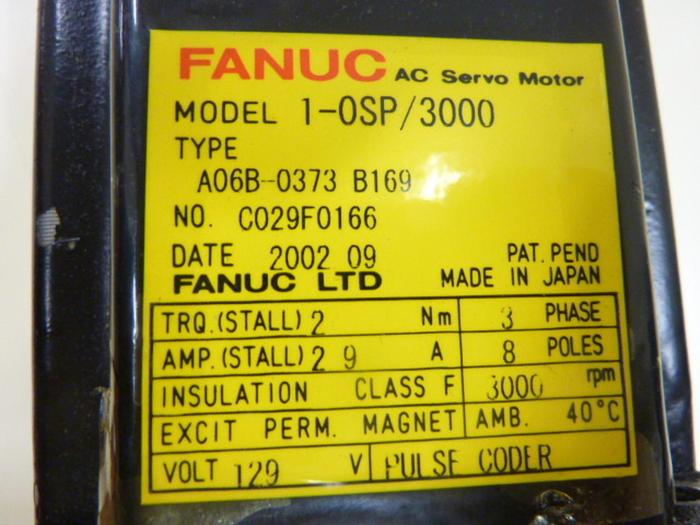 FANUC AC Servo Motor
MODEL 1-0SP/3000
TYPE
A06B-0373 B169
NO. C029F0166
DATE 2002 09 PAT. PEND
FANUC LTD MADE IN JAPAN
TRQ. (STALL) 2 Nm 3 PHASE
AMP. (STALL) 2 9 A 8 POLES
INSULATION CLASS F 3000 rpm
EXCIT PERM. MAGNET AMB. 40°C
VOLT 129 V PULSE CODER